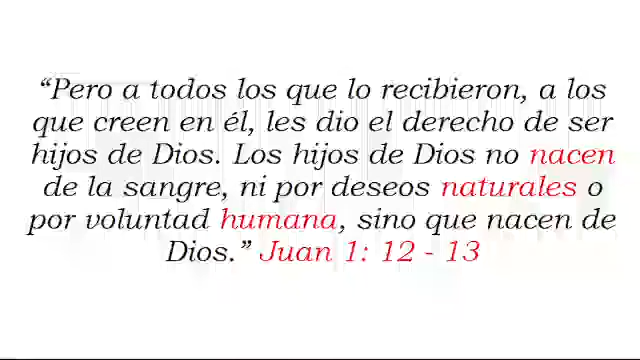 “Pero a todos los que lo recibieron, a los
que creen en él, les dio el derecho de ser
hijos de Dios. Los hijos de Dios no nacen
de la sangre, ni por deseos naturales o
por voluntad humana, sino que nacen de
Dios.” Juan 1: 12 - 13